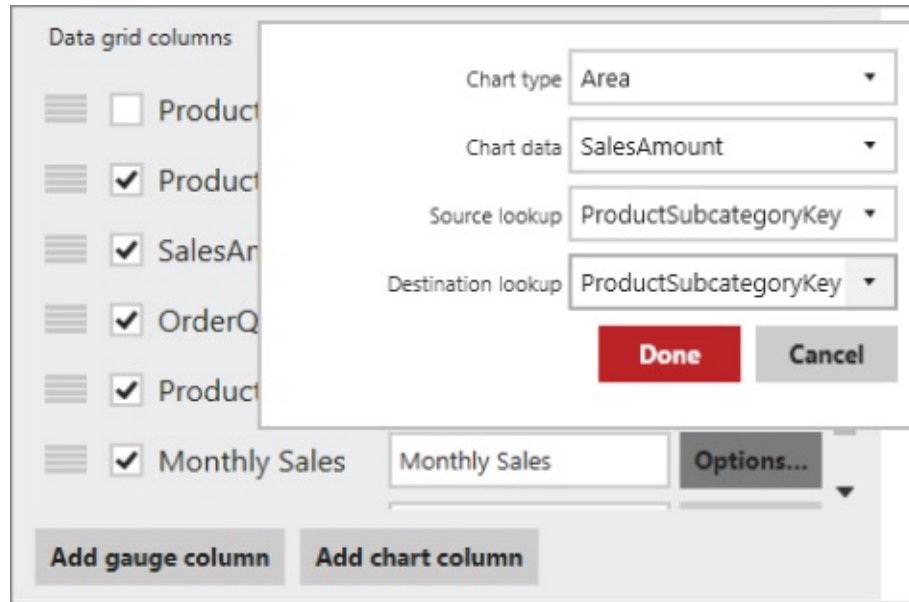 Data grid columns
Chart type Area
Product
Chart data SalesAmount
Product
Source lookup ProductSubcategoryKey
SalesAm
Destination lookup ProductSubcategoryKey
OrderQ
Done Cancel
Product
Monthly Sales Monthly Sales Options...
Add gauge column Add chart column